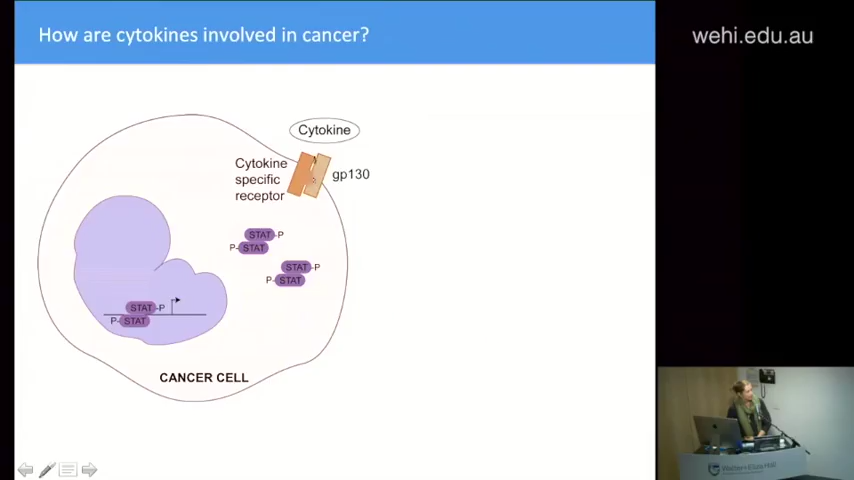 How are cytokines involved in cancer?
wehi.edu.au
Cytokine
Cytokine
specific
receptor
gp130
STAT-P
P-STAT
STAT-P
P-STAT
STAT-P
P-STAT
CANCER CELL